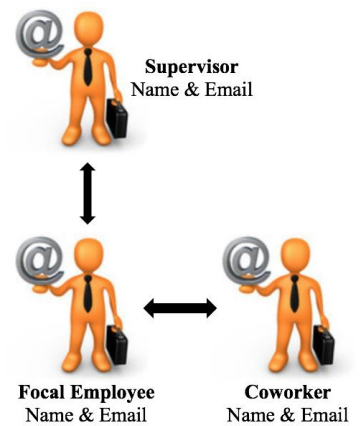 @
Supervisor
Name & Email
@
@
Focal Employee
Name & Email
Coworker
Name & Email